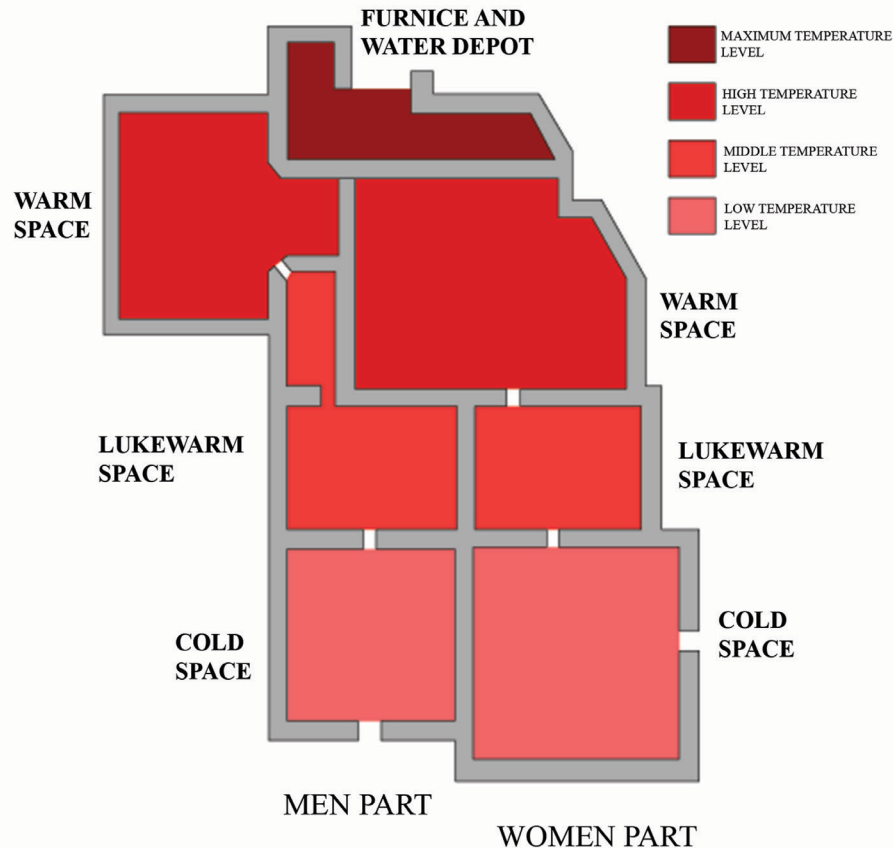 FURNICE AND
WATER DEPOT
MAXIMUM TEMPERATURE
LEVEL
HIGH TEMPERATURE
LEVEL
MIDDLE TEMPERATURE
LEVEL
LOW TEMPERATURE
LEVEL
WARM
SPACE
WARM
SPACE
LUKEWARM
SPACE
LUKEWARM
SPACE
COLD
SPACE
COLD
SPACE
MEN PART
WOMEN PART